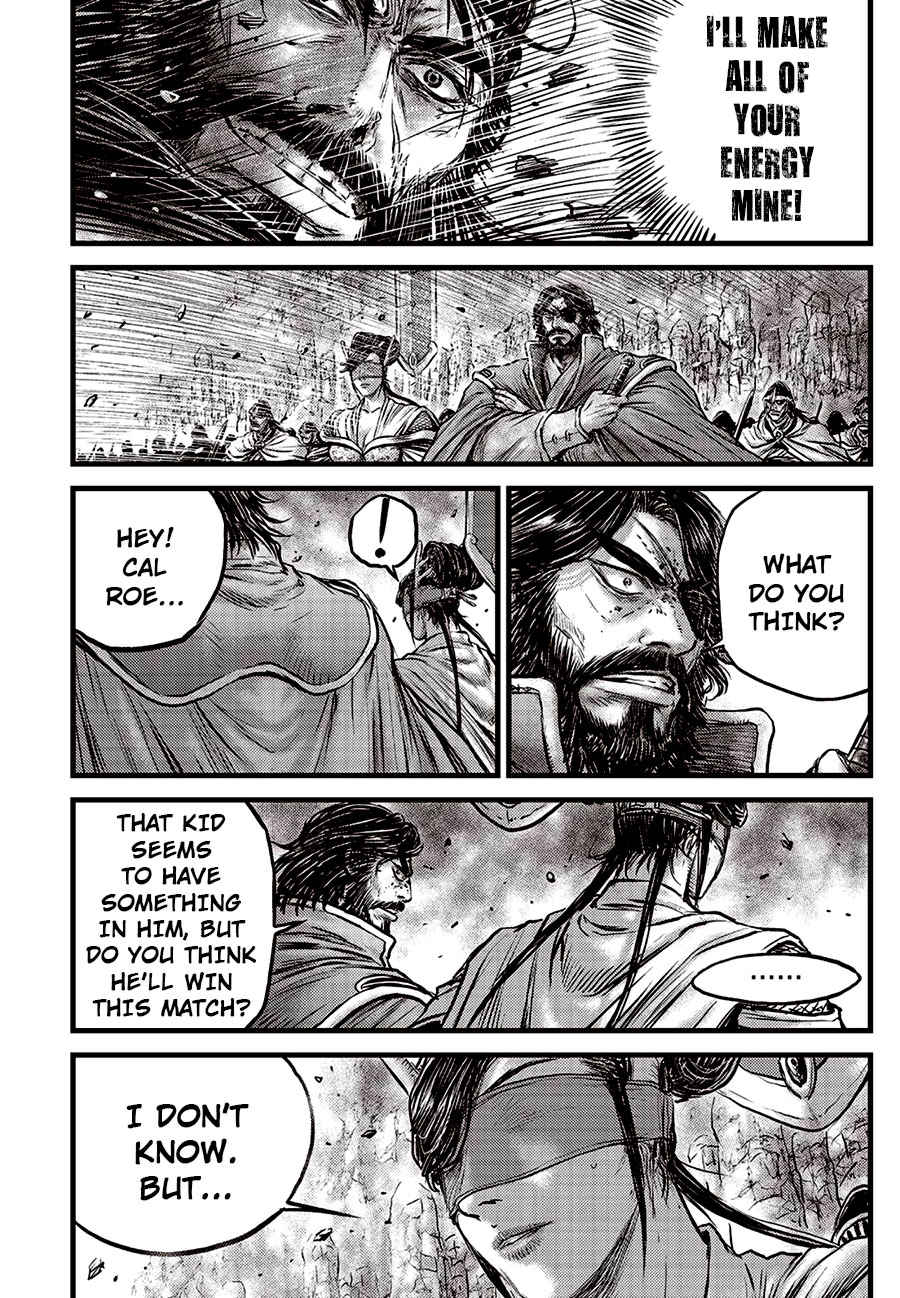 I'LL MAKE
ALL OF
YOUR
ENERGY
MINE!
HEY!
CAL
ROE...
!
WHAT
DO YOU
THINK?
THAT KID
SEEMS
TO HAVE
SOMETHING
IN HIM, BUT
DO YOU THINK
HE'LL WIN
THIS MATCH?
......
I DON'T
KNOW.
BUT...